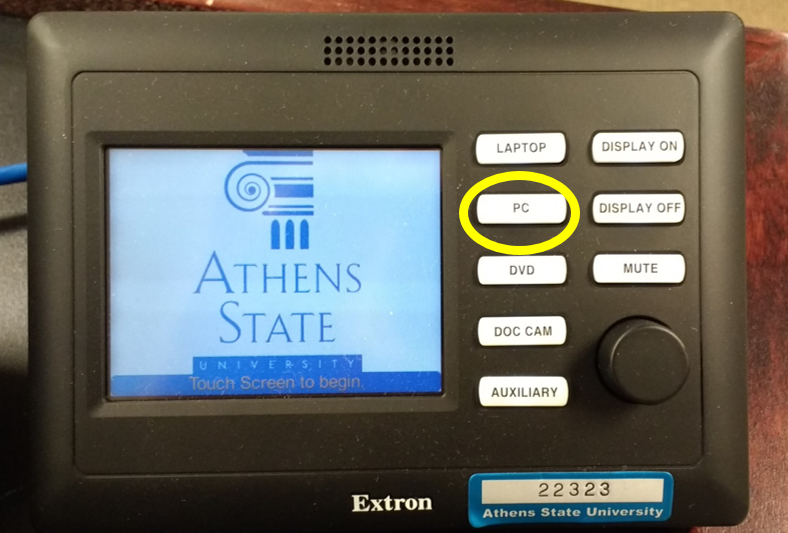 ATHENS
STATE
UNIVERSITY
Touch Screen to begin.
LAPTOP
DISPLAY ON
PC
DISPLAY OFF
DVD
MUTE
DOC CAM
AUXILIARY
Extron
22323
Athens State University